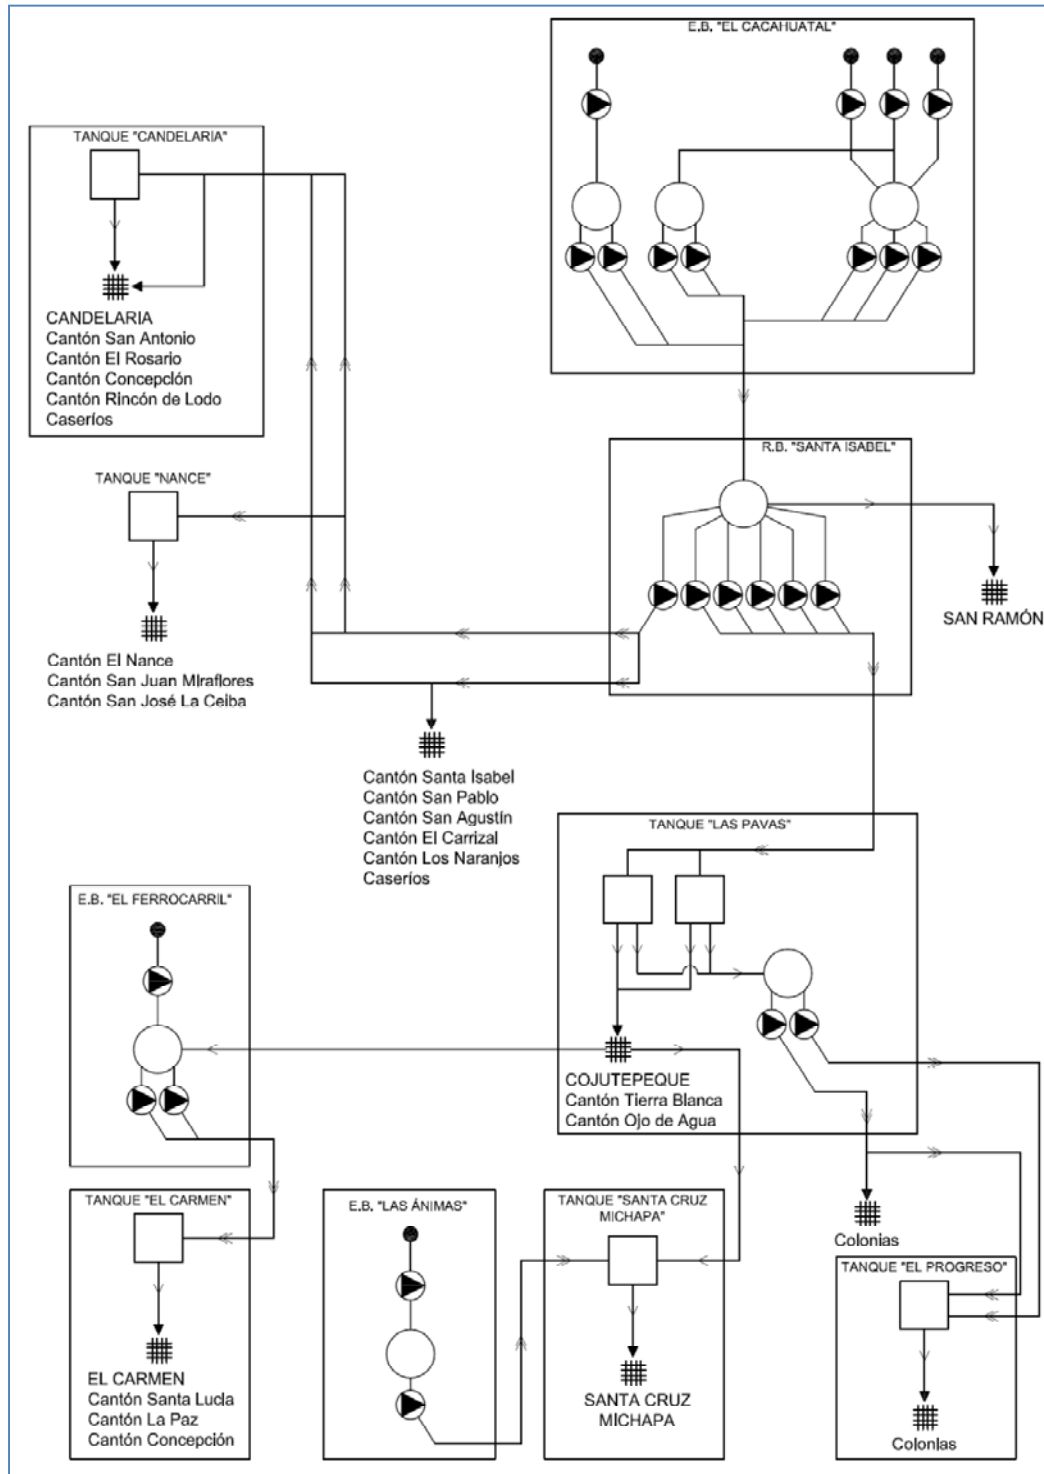 E.B. "EL CACAHUATAL"
TANQUE "CANDELARIA"
CANDELARIA
Cantón San Antonio
Cantón El Rosario
Cantón Concepción
Cantón Rincón de Lodo
Caseríos
R.B. "SANTA ISABEL"
TANQUE "NANCE"
SAN RAMÓN
Cantón El Nance
Cantón San Juan Miraflores
Cantón San José La Ceiba
Cantón Santa Isabel
Cantón San Pablo
Cantón San Agustín
Cantón El Carrizal
Cantón Los Naranjos
Caseríos
TANQUE "LAS PAVAS"
E.B. "EL FERROCARRIL"
COJUTEPEQUE
Cantón Tierra Blanca
Cantón Ojo de Agua
TANQUE "EL CARMEN"
E.B. "LAS ÁNIMAS"
TANQUE "SANTA CRUZ
MICHAPA"
Colonias
TANQUE "EL PROGRESO"
EL CARMEN
Cantón Santa Lucía
Cantón La Paz
Cantón Concepción
SANTA CRUZ
MICHAPA
Colonias